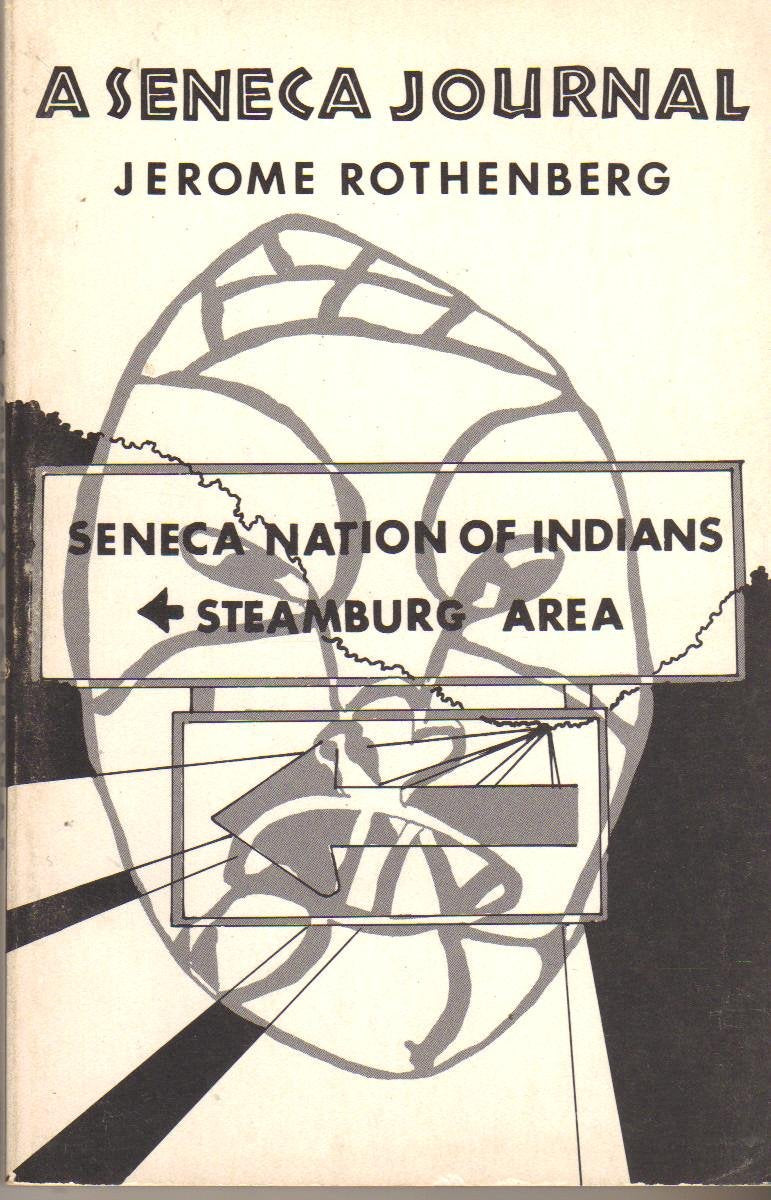 A SENECA JOURNAL
JEROME ROTHENBERG
SENECA NATION OF INDIANS
STEAMBURG AREA